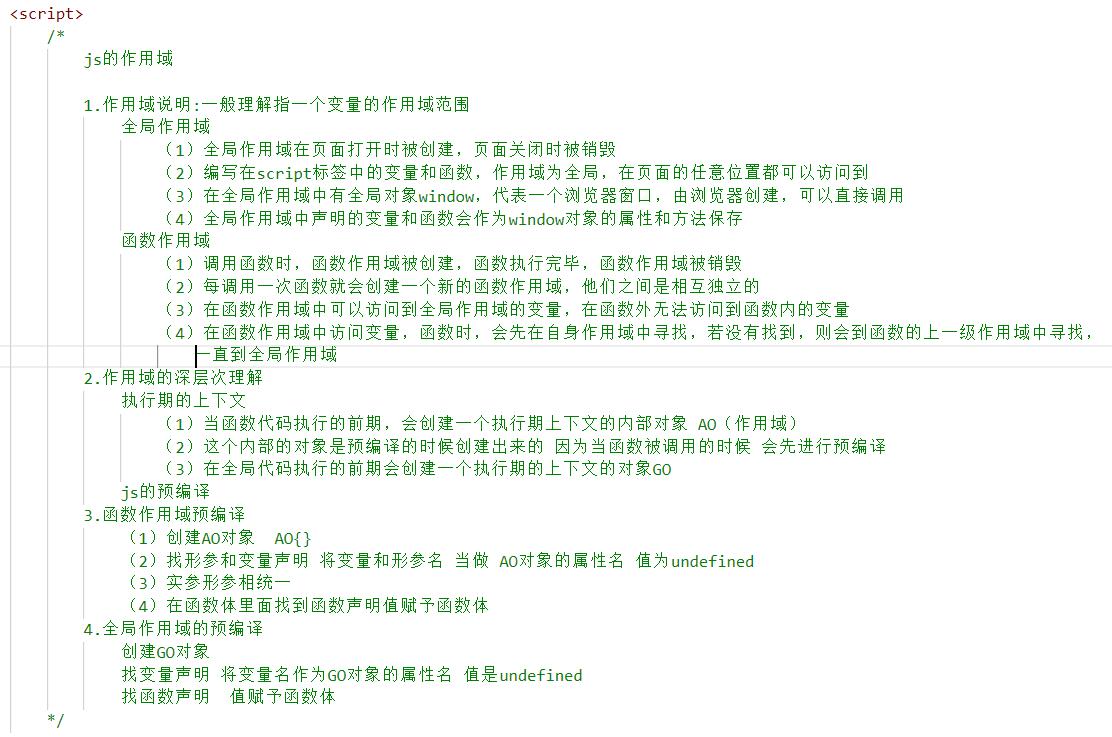 <script>
/*
js的作用域
1.作用域说明:一般理解指一个变量的作用域范围
全局作用域
（1）全局作用域在页面打开时被创建，页面关闭时被销毁
（2）编写在script标签中的变量和函数，作用域为全局，在页面的任意位置都可以访问到
（3）在全局作用域中有全局对象window，代表一个浏览器窗口，由浏览器创建，可以直接调用
（4）全局作用域中声明的变量和函数会作为window对象的属性和方法保存
函数作用域
（1）调用函数时，函数作用域被创建，函数执行完毕，函数作用域被销毁
（2）每调用一次函数就会创建一个新的函数作用域，他们之间是相互独立的
（3）在函数作用域中可以访问到全局作用域的变量，在函数外无法访问到函数内的变量
（4）在函数作用域中访问变量，函数时，会先在自身作用域中寻找，若没有找到，则会到函数的上一级作用域中寻找，
一直到全局作用域
2.作用域的深层次理解
执行期的上下文
（1）当函数代码执行的前期，会创建一个执行期上下文的内部对象 AO（作用域）
（2）这个内部的对象是预编译的时候创建出来的 因为当函数被调用的时候 会先进行预编译
（3）在全局代码执行的前期会创建一个执行期的上下文的对象GO
js的预编译
3.函数作用域预编译
（1）创建AO对象  AO{}
（2）找形参和变量声明 将变量和形参名 当做 AO对象的属性名 值为undefined
（3）实参形参相统一
（4）在函数体里面找到函数声明值赋予函数体
4.全局作用域的预编译
创建GO对象
找变量声明 将变量名作为GO对象的属性名 值是undefined
找函数声明  值赋予函数体
*/